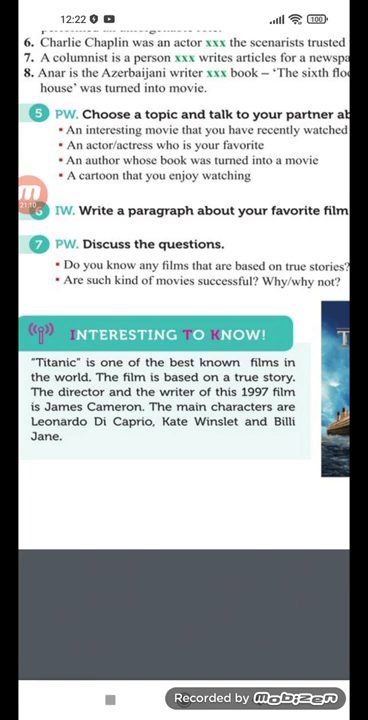 12:22
100
6. Charlie Chaplin was an actor xxx the scenarists trusted
7. A columnist is a person xxx writes articles for a newspa
8. Anar is the Azerbaijani writer xxx book – ‘The sixth floo
house’ was turned into movie.
5 PW. Choose a topic and talk to your partner ab
▪ An interesting movie that you have recently watched
▪ An actor/actress who is your favorite
▪ An author whose book was turned into a movie
▪ A cartoon that you enjoy watching
21:10
6 IW. Write a paragraph about your favorite film
7 PW. Discuss the questions.
▪ Do you know any films that are based on true stories?
▪ Are such kind of movies successful? Why/why not?
INTERESTING TO KNOW!
"Titanic" is one of the best known films in
the world. The film is based on a true story.
The director and the writer of this 1997 film
is James Cameron. The main characters are
Leonardo Di Caprio, Kate Winslet and Billi
Jane.
T
Recorded by Mobizen